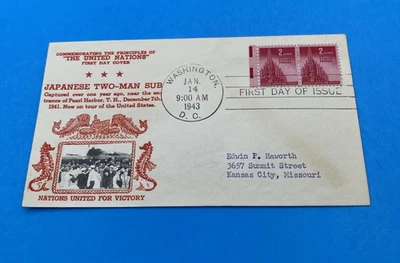 COMMEMORATING THE PRINCIPLES OF
"THE UNITED NATIONS"
FIRST DAY COVER
JAPANESE TWO-MAN SUB
Captured over one year ago, near the en-
trance of Pearl Harbor, T. H., December 7th,
1941. Now on tour of the United States.
NATIONS UNITED FOR VICTORY
WASHINGTON,
JAN.
14
9:00 AM
1943
D. C.
2 2
FIRST DAY OF ISSUE
Edwin P. Haworth
3657 Summit Street
Kansas City, Missouri